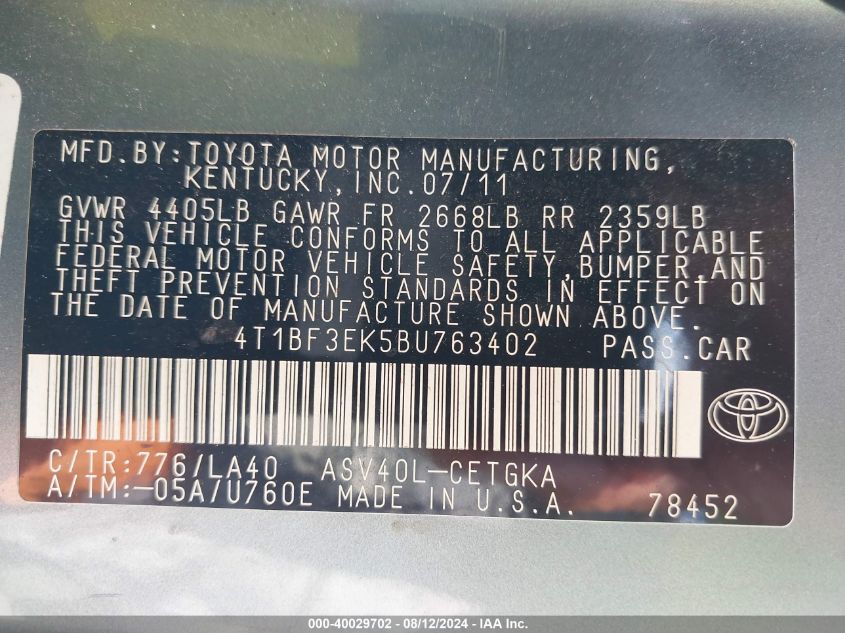 MFD.BY:TOYOTA MOTOR MANUFACTURING,
KENTUCKY,INC.07/11
GVWR 4405LB GAWR FR 2668LB RR 2359LB
THIS VEHICLE CONFORMS TO ALL APPLICABLE
FEDERAL MOTOR VEHICLE SAFETY,BUMPER,AND
THEFT PREVENTION STANDARDS IN EFFECT ON
THE DATE OF MANUFACTURE SHOWN ABOVE.
4T1BF3EK5BU763402 PASS.CAR
C/TR:776/LA40 ASV40L-CETGKA
A/TM:-05A/U760E MADE IN U.S.A. 78452
100% -- 40029702 -- 08/12/2024 -- IAA Inc.